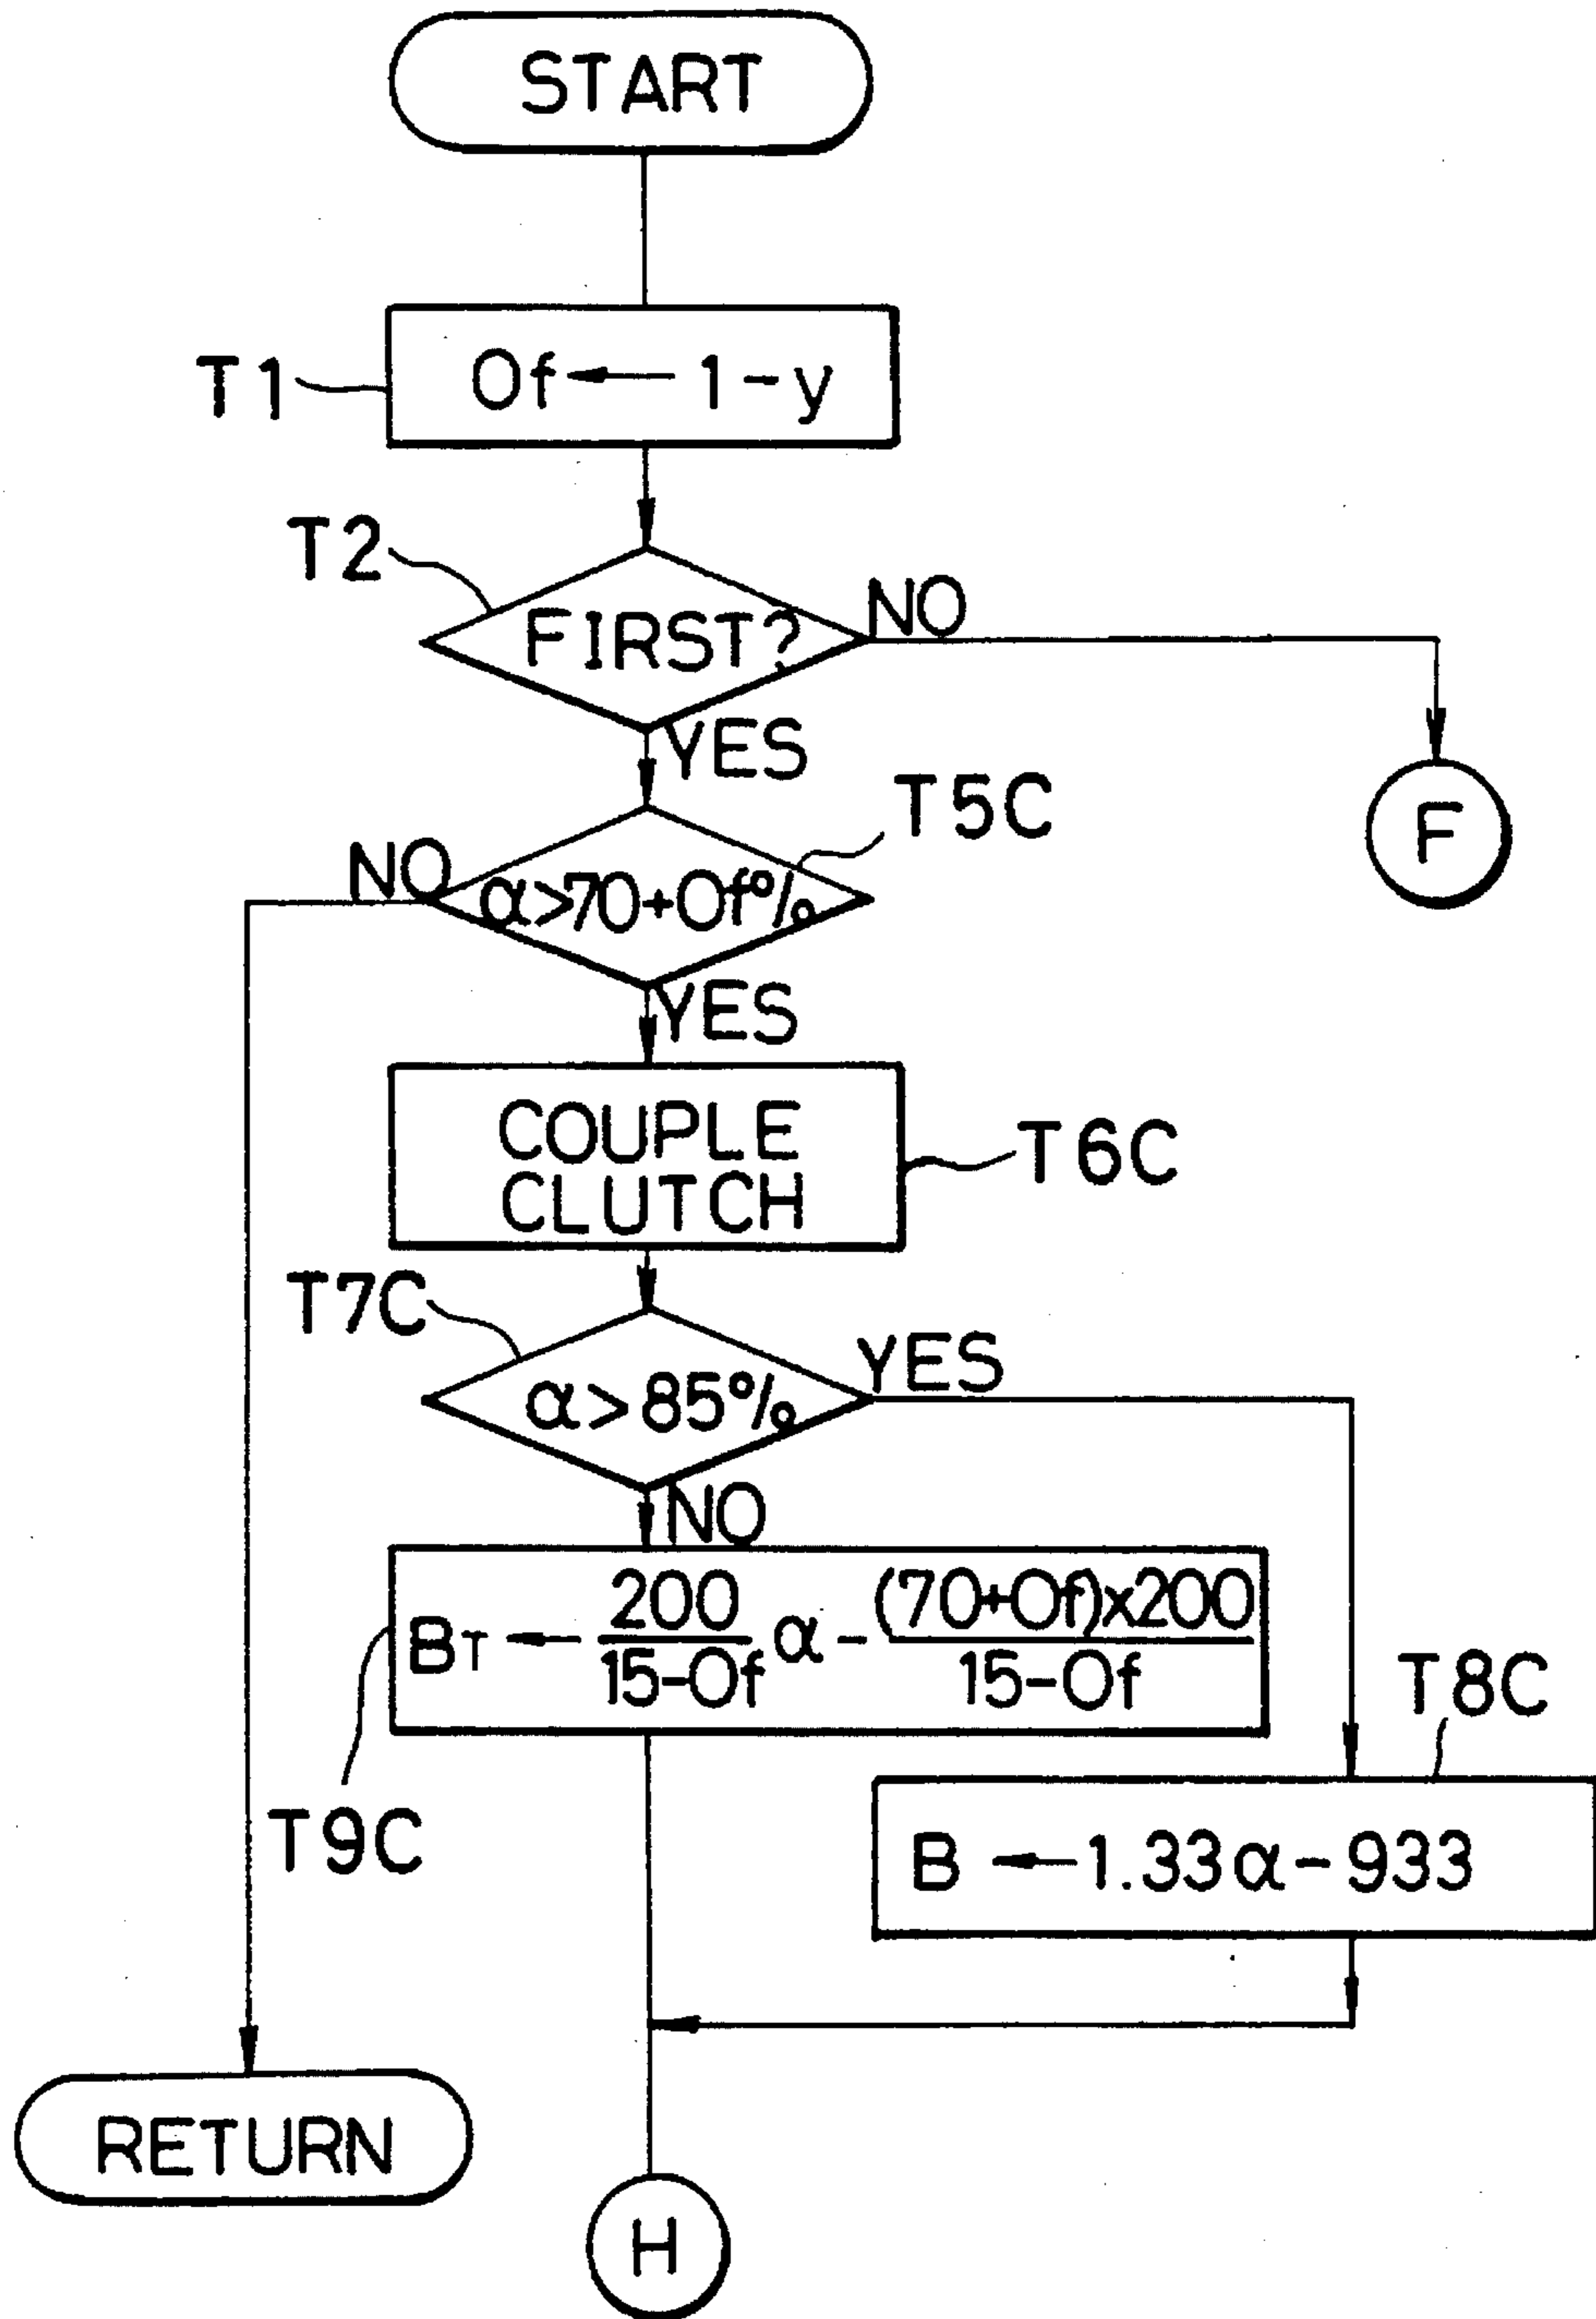 START
T1
Of ← 1-y
T2
FIRST?
NO
YES
F
T5C
NO
α>70+Of%
YES
COUPLE
CLUTCH
T6C
T7C
α>85%
YES
NO
BT ← 200/15-Of α - (70+Of)x200/15-Of
T9C
T8C
B ← 1.33α-933
RETURN
H